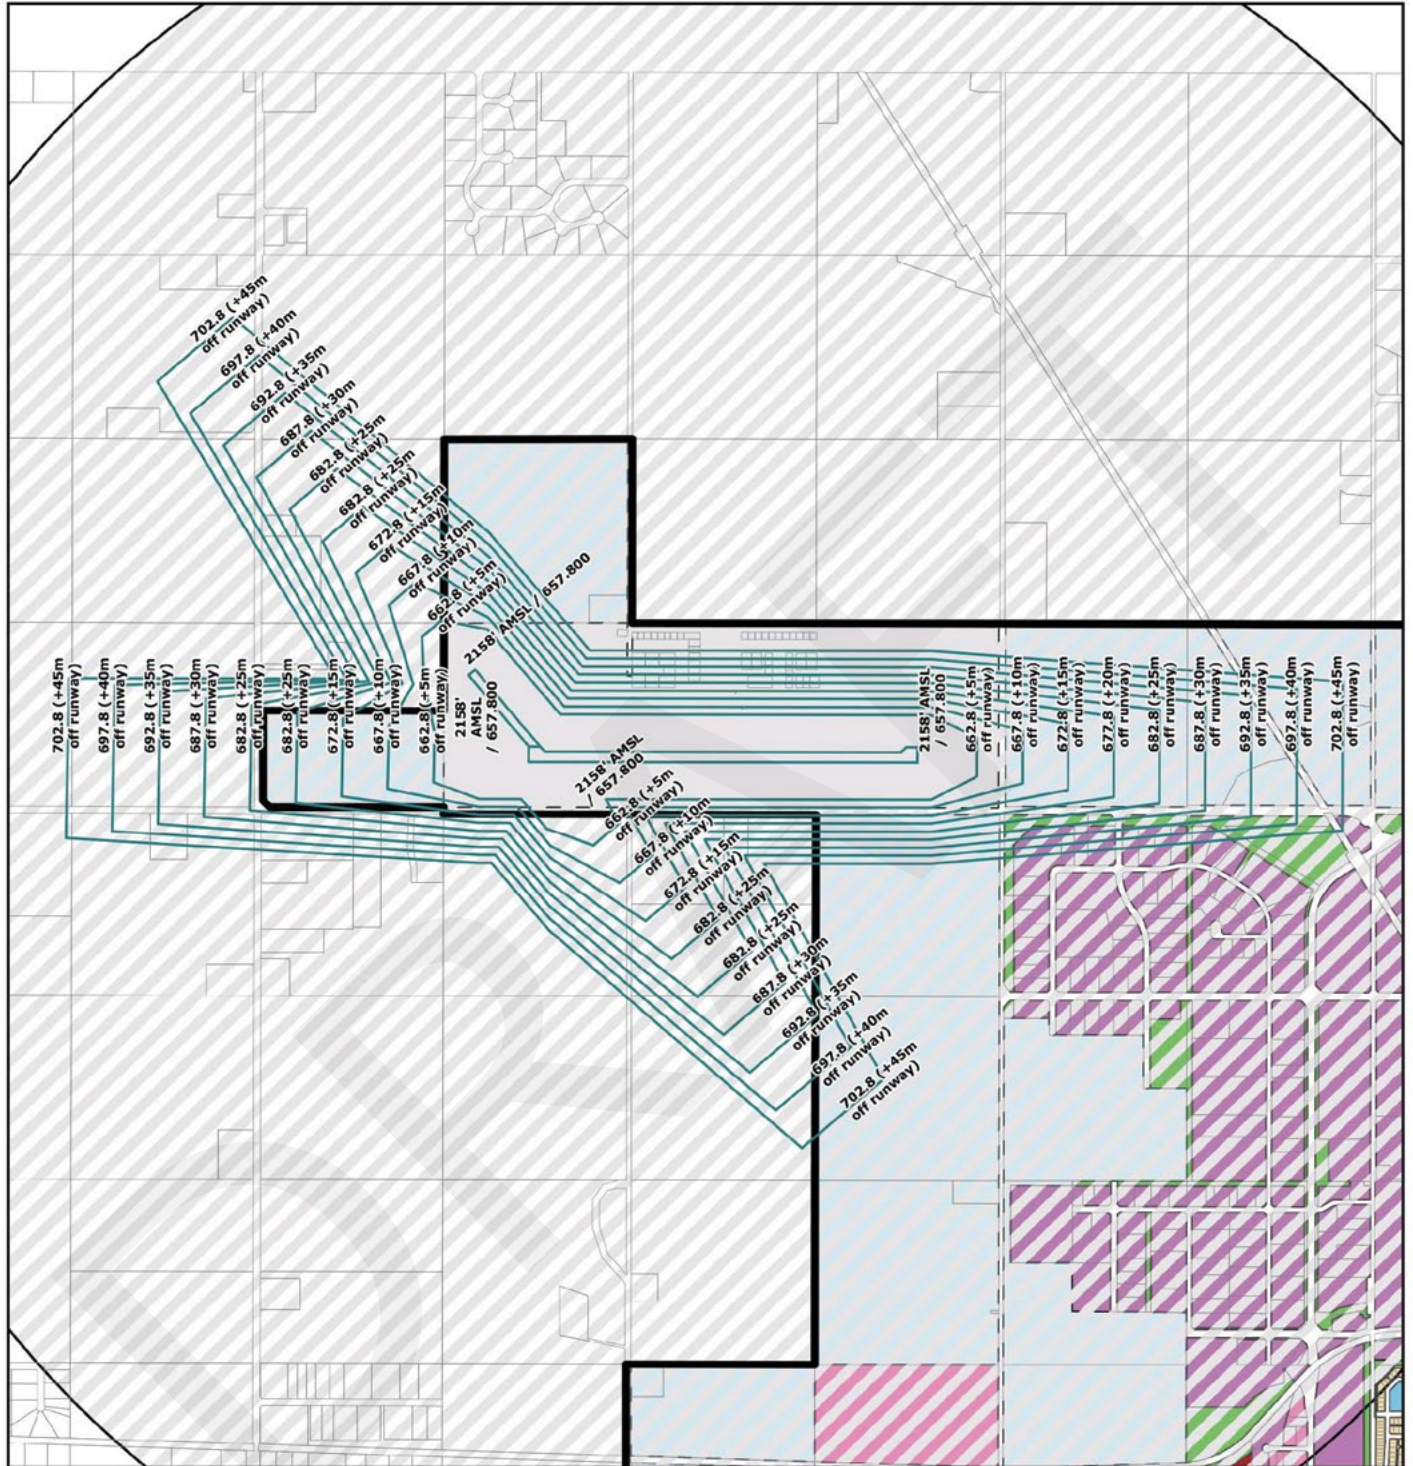 702.8 (+45m
off runway)
697.8 (+40m
off runway)
692.8 (+35m
off runway)
687.8 (+30m
off runway)
682.8 (+25m
off runway)
682.8 (+25m
off runway)
672.8 (+15m
off runway)
667.8 (+10m
off runway)
662.8 (+5m
off runway)
2158' AMSL / 657.800
702.8 (+45m
off runway)
697.8 (+40m
off runway)
692.8 (+35m
off runway)
687.8 (+30m
off runway)
682.8 (+25m
off runway)
682.8 (+25m
off runway)
672.8 (+15m
off runway)
667.8 (+10m
off runway)
662.8 (+5m
off runway)
2158'
AMSL
/ 657.800
2158' AMSL
/ 657.800
662.8 (+5m
off runway)
667.8 (+10m
off runway)
672.8 (+15m
off runway)
677.8 (+20m
off runway)
682.8 (+25m
off runway)
687.8 (+30m
off runway)
692.8 (+35m
off runway)
697.8 (+40m
off runway)
702.8 (+45m
off runway)
2158' AMSL
/ 657.800
662.8 (+5m
off runway)
667.8 (+10m
off runway)
672.8 (+15m
off runway)
682.8 (+25m
off runway)
682.8 (+25m
off runway)
687.8 (+30m
off runway)
692.8 (+35m
off runway)
697.8 (+40m
off runway)
702.8 (+45m
off runway)